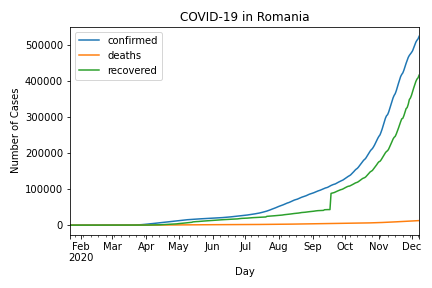 COVID-19 in Romania
confirmed
deaths
recovered
Number of Cases
500000
400000
300000
200000
100000
0
Feb Mar Apr May Jun Jul Aug Sep Oct Nov Dec
2020
Day